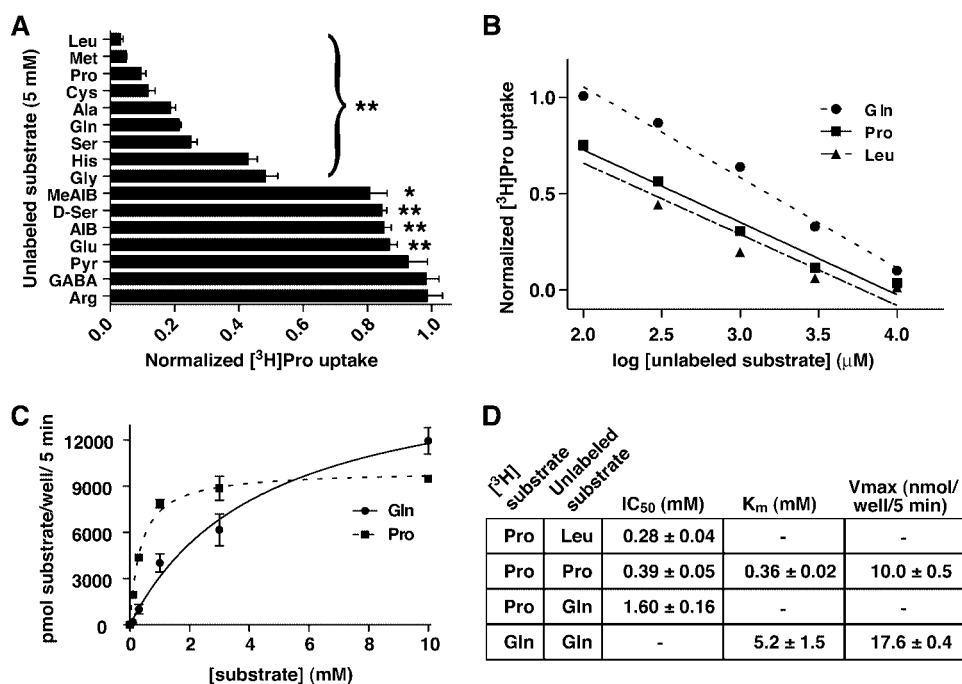 A
Unlabeled substrate (5 mM)
Leu
Met
Pro
Cys
Ala
Gln
Ser
His
Gly
MeAIB
D-Ser
AIB
Glu
Pyr
GABA
Arg
**
*
**
**
**
0.0 0.2 0.4 0.6 0.8 1.0
Normalized [³H]Pro uptake
B
Normalized [³H]Pro uptake
1.0
0.5
0.0
Gln
Pro
Leu
2.0 2.5 3.0 3.5 4.0
log [unlabeled substrate] (μM)
C
pmol substrate/well/ 5 min
12000
9000
6000
3000
0
Gln
Pro
0 2 4 6 8 10
[substrate] (mM)
D
[³H] substrate Unlabeled substrate IC₅₀ (mM) Kₘ (mM) Vmax (nmol/ well/5 min)
Pro Leu 0.28 ± 0.04 - -
Pro Pro 0.39 ± 0.05 0.36 ± 0.02 10.0 ± 0.5
Pro Gln 1.60 ± 0.16 - -
Gln Gln - 5.2 ± 1.5 17.6 ± 0.4